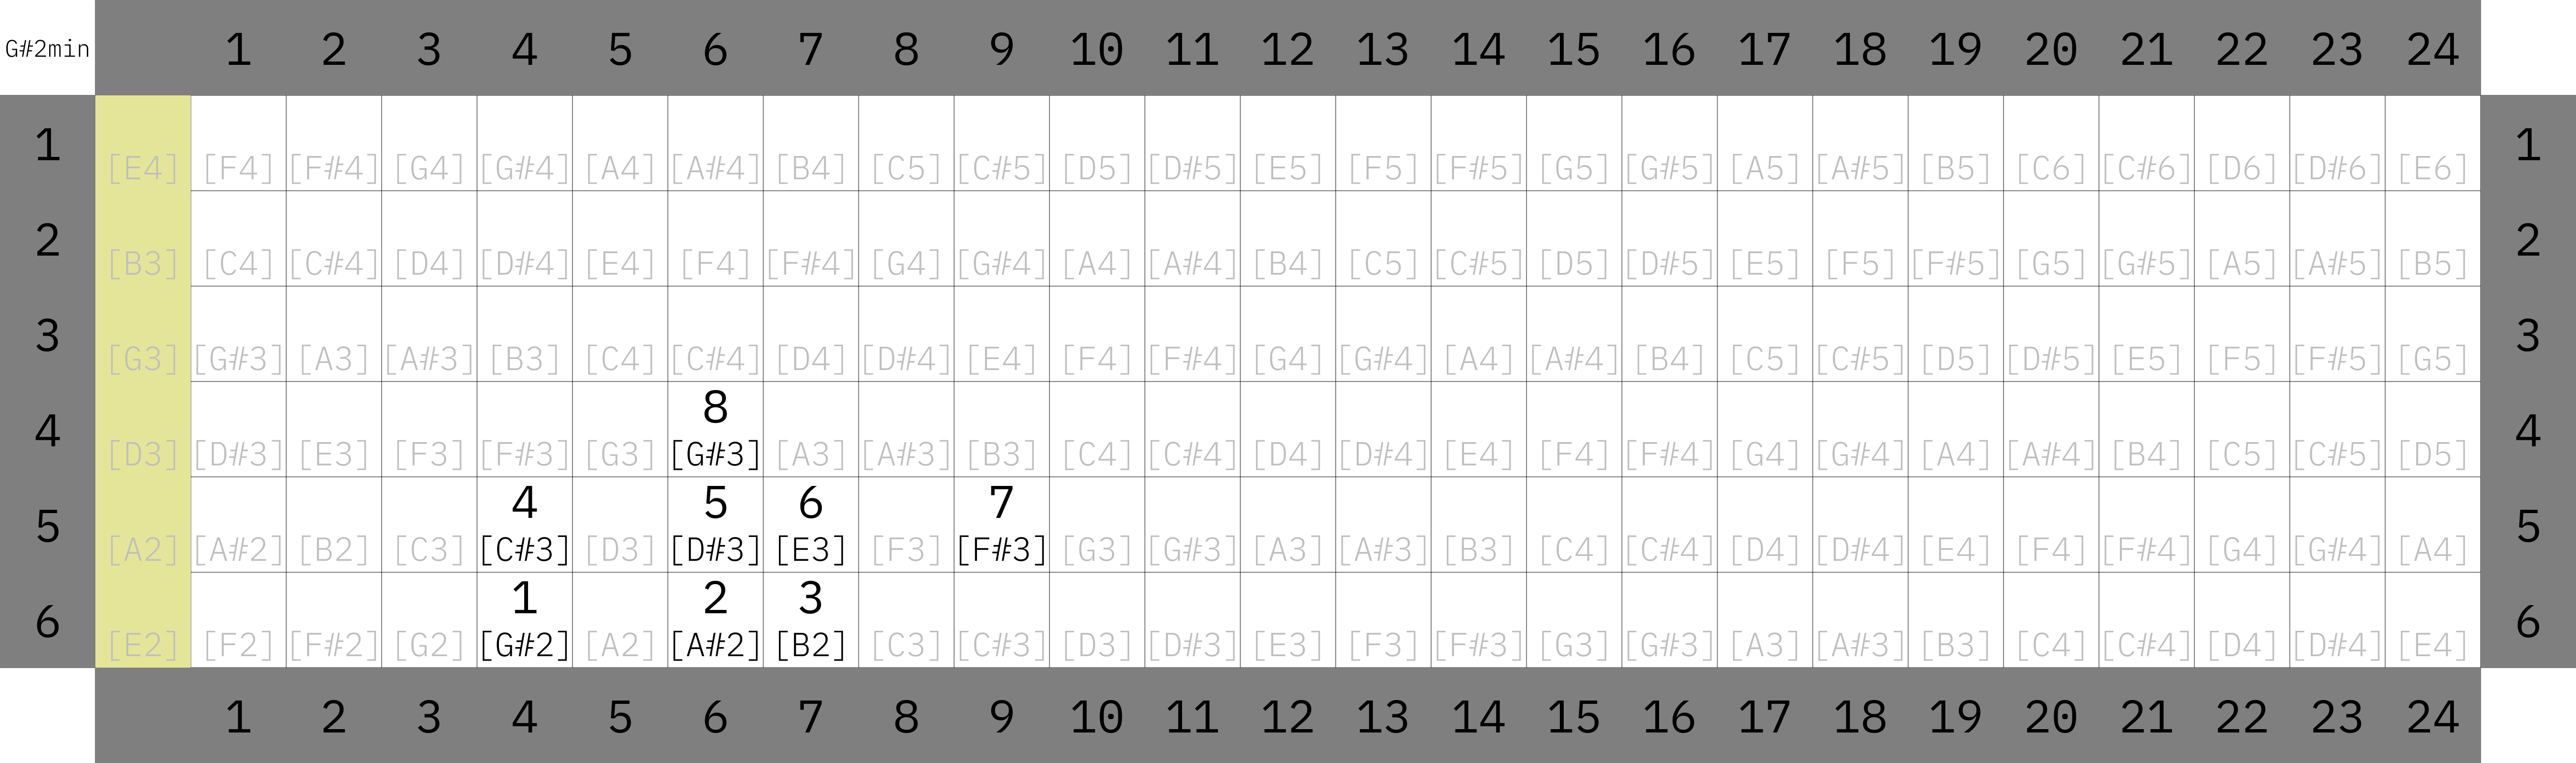 G#2min 1 2 3 4 5 6 7 8 9 10 11 12 13 14 15 16 17 18 19 20 21 22 23 24
1 [E4] [F4] [F#4] [G4] [G#4] [A4] [A#4] [B4] [C5] [C#5] [D5] [D#5] [E5] [F5] [F#5] [G5] [G#5] [A5] [A#5] [B5] [C6] [C#6] [D6] [D#6] [E6] 1
2 [B3] [C4] [C#4] [D4] [D#4] [E4] [F4] [F#4] [G4] [G#4] [A4] [A#4] [B4] [C5] [C#5] [D5] [D#5] [E5] [F5] [F#5] [G5] [G#5] [A5] [A#5] [B5] 2
3 [G3] [G#3] [A3] [A#3] [B3] [C4] [C#4] [D4] [D#4] [E4] [F4] [F#4] [G4] [G#4] [A4] [A#4] [B4] [C5] [C#5] [D5] [D#5] [E5] [F5] [F#5] [G5] 3
8
4 [D3] [D#3] [E3] [F3] [F#3] [G3] [G#3] [A3] [A#3] [B3] [C4] [C#4] [D4] [D#4] [E4] [F4] [F#4] [G4] [G#4] [A4] [A#4] [B4] [C5] [C#5] [D5] 4
4 5 6 7
5 [A2] [A#2] [B2] [C3] [C#3] [D3] [D#3] [E3] [F3] [F#3] [G3] [G#3] [A3] [A#3] [B3] [C4] [C#4] [D4] [D#4] [E4] [F4] [F#4] [G4] [G#4] [A4] 5
1 2 3
6 [E2] [F2] [F#2] [G2] [G#2] [A2] [A#2] [B2] [C3] [C#3] [D3] [D#3] [E3] [F3] [F#3] [G3] [G#3] [A3] [A#3] [B3] [C4] [C#4] [D4] [D#4] [E4] 6
1 2 3 4 5 6 7 8 9 10 11 12 13 14 15 16 17 18 19 20 21 22 23 24